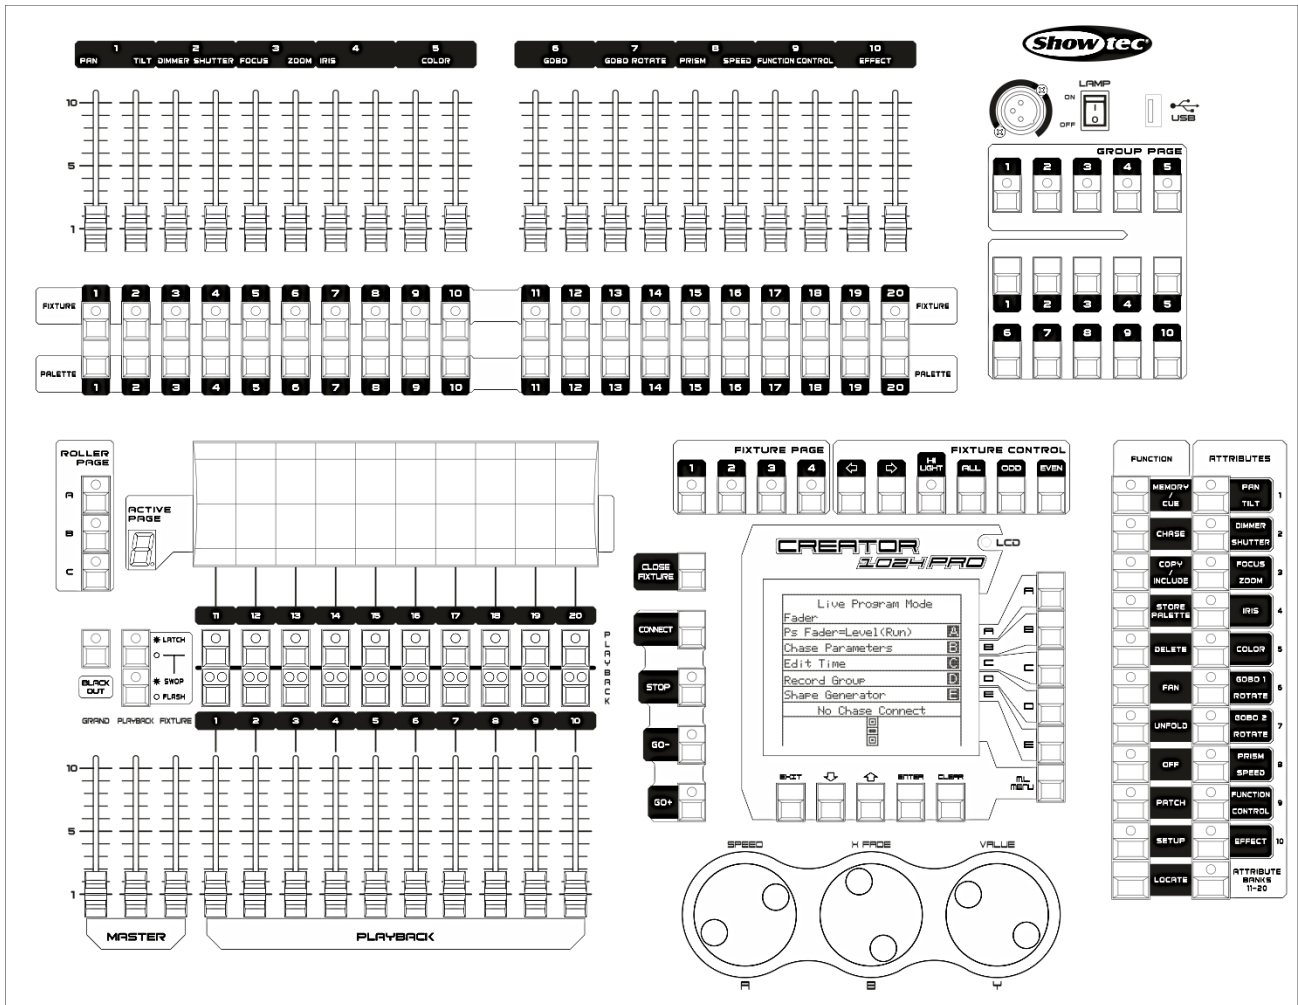 1 2 3 4 5
PAN TILT DIMMER SHUTTER FOCUS ZOOM IRIS COLOR
6 7 8 9 10
GOBO GOBO ROTATE PRISM SPEED FUNCTION CONTROL EFFECT
10
5
1
Showtec
LAMP
ON
OFF
USB
GROUP PAGE
1 2 3 4 5
1 2 3 4 5
6 7 8 9 10
FIXTURE 1 2 3 4 5 6 7 8 9 10 11 12 13 14 15 16 17 18 19 20 FIXTURE
PALETTE 1 2 3 4 5 6 7 8 9 10 11 12 13 14 15 16 17 18 19 20 PALETTE
ROLLER
PAGE
A
B
C
ACTIVE
PAGE
8.
11 12 13 14 15 16 17 18 19 20
PLAYBACK
LATCH
SWOP
FLASH
BLACK
OUT
GRAND PLAYBACK FIXTURE
1 2 3 4 5 6 7 8 9 10
10
5
1
MASTER
PLAYBACK
FIXTURE PAGE
1 2 3 4
FIXTURE CONTROL
HI
LIGHT
ALL ODD EVEN
CLOSE
FIXTURE
CONNECT
STOP
GO-
GO+
CREATOR
1024 PRO
LCD
Live Program Mode
Fader
Ps Fader=Level(Run) A
Chase Parameters B
Edit Time C
Record Group D
Shape Generator E
No Chase Connect
A
B
C
D
E
A
B
C
D
E
ML
MENU
EXIT ENTER CLEAR
SPEED X FADE VALUE
A B Y
FUNCTION
MEMORY
/
CUE
CHASE
COPY
/
INCLUDE
STORE
PALETTE
DELETE
FAN
UNFOLD
OFF
PATCH
SETUP
LOCATE
ATTRIBUTES
PAN
TILT
1
DIMMER
SHUTTER
2
FOCUS
ZOOM
3
IRIS
4
COLOR
5
GOBO 1
ROTATE
6
GOBO 2
ROTATE
7
PRISM
SPEED
8
FUNCTION
CONTROL
9
EFFECT
10
ATTRIBUTE
BANKS
11-20